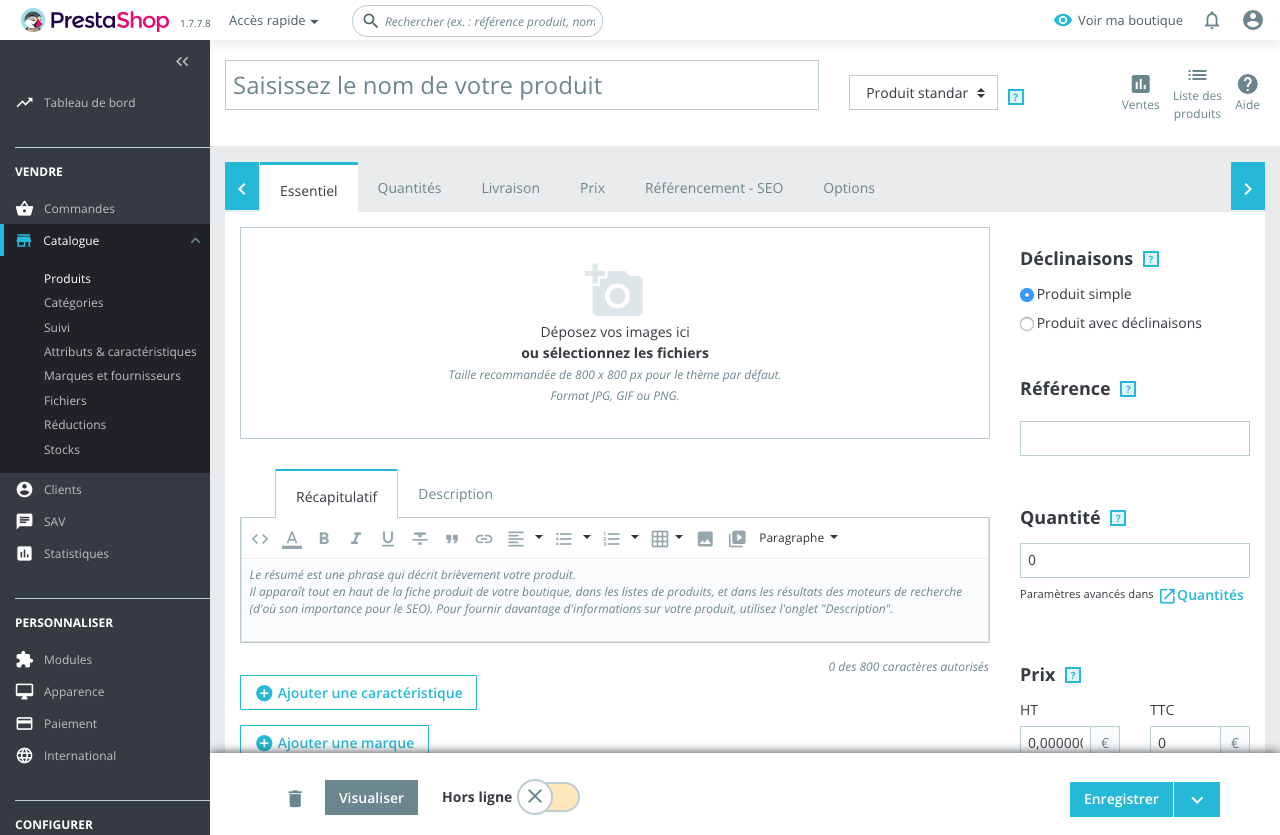 PrestaShop 1.7.7.8
Accès rapide
Rechercher (ex. : référence produit, nom
Voir ma boutique
Tableau de bord
VENDRE
Commandes
Catalogue
Produits
Catégories
Suivi
Attributs & caractéristiques
Marques et fournisseurs
Fichiers
Réductions
Stocks
Clients
SAV
Statistiques
PERSONNALISER
Modules
Apparence
Paiement
International
CONFIGURER
Saisissez le nom de votre produit
Produit standar
?
Ventes
Liste des
produits
Aide
Essentiel
Quantités
Livraison
Prix
Référencement - SEO
Options
Déposez vos images ici
ou sélectionnez les fichiers
Taille recommandée de 800 x 800 px pour le thème par défaut.
Format JPG, GIF ou PNG.
Récapitulatif
Description
Paragraphe
Le résumé est une phrase qui décrit brièvement votre produit.
Il apparaît tout en haut de la fiche produit de votre boutique, dans les listes de produits, et dans les résultats des moteurs de recherche
(d'où son importance pour le SEO). Pour fournir davantage d'informations sur votre produit, utilisez l'onglet "Description".
0 des 800 caractères autorisés
Ajouter une caractéristique
Ajouter une marque
Déclinaisons ?
Produit simple
Produit avec déclinaisons
Référence ?
Quantité ?
0
Paramètres avancés dans Quantités
Prix ?
HT
TTC
0,000000 €
0 €
Visualiser
Hors ligne
Enregistrer